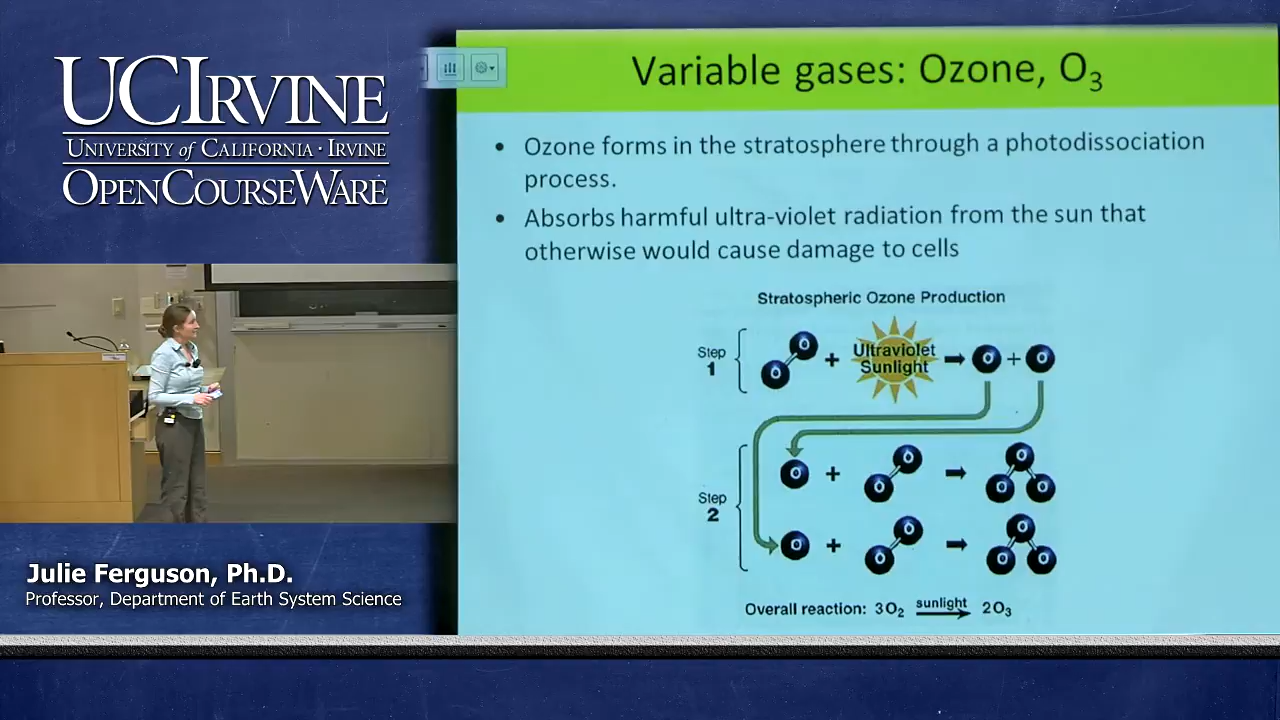 UCIRVINE
UNIVERSITY of CALIFORNIA · IRVINE
OPENCOURSEWARE
Variable gases: Ozone, O3
• Ozone forms in the stratosphere through a photodissociation
process.
• Absorbs harmful ultra-violet radiation from the sun that
otherwise would cause damage to cells
Stratospheric Ozone Production
Step
1
O
O
+
Ultraviolet
Sunlight
O + O
Step
2
O + O O O O O
O + O O O O O
Overall reaction: 3O2 sunlight 2O3
Julie Ferguson, Ph.D.
Professor, Department of Earth System Science